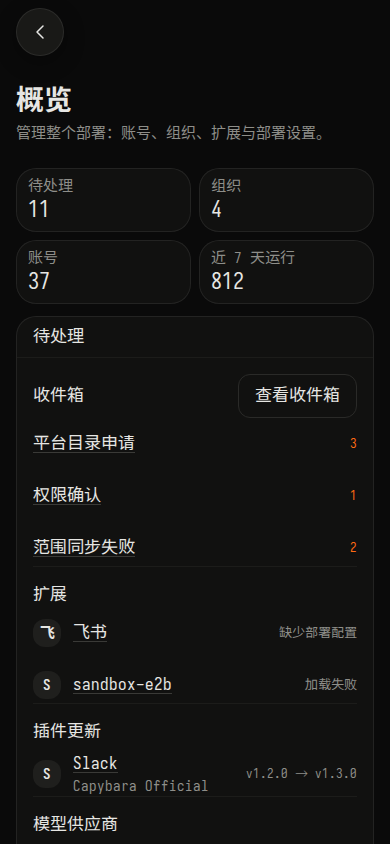 概览
管理整个部署：账号、组织、扩展与部署设置。
待处理
11
组织
4
账号
37
近 7 天运行
812
待处理
收件箱
查看收件箱
平台目录申请 3
权限确认 1
范围同步失败 2
扩展
飞 飞书 缺少部署配置
S sandbox-e2b 加载失败
插件更新
S Slack v1.2.0 → v1.3.0
Capybara Official
模型供应商